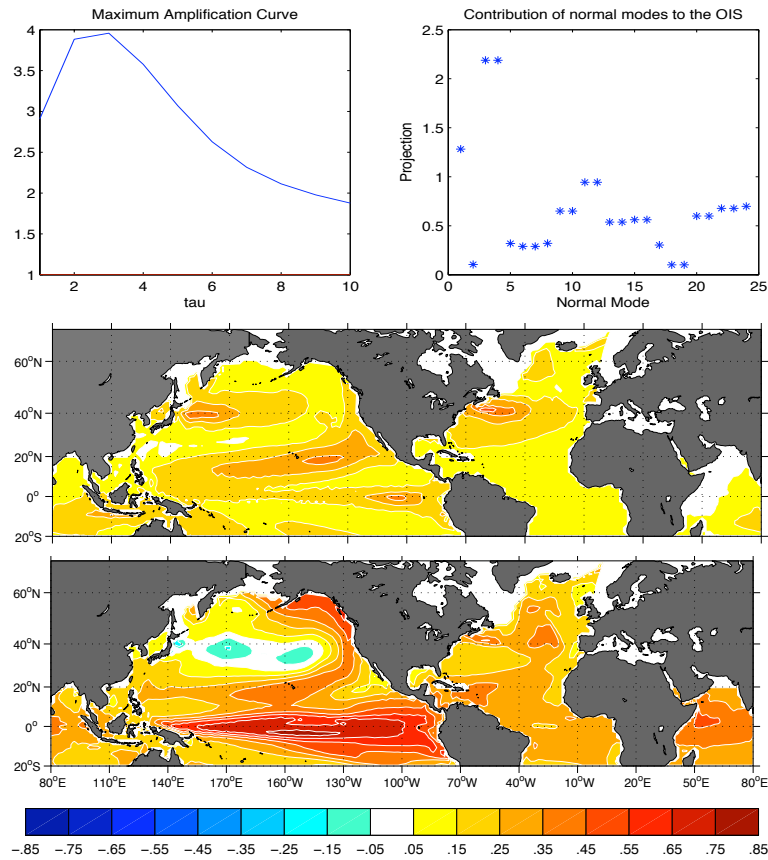 Maximum Amplification Curve
4
3.5
3
2.5
2
1.5
1
2 4 6 8 10
tau
Contribution of normal modes to the OIS
Projection
2.5
2
1.5
1
0.5
0
0 5 10 15 20 25
Normal Mode
60°N
40°N
20°N
0°
20°S
60°N
40°N
20°N
0°
20°S
80°E 110°E 140°E 170°E 160°W 130°W 100°W 70°W 40°W 10°W 20°E 50°E 80°E
-.85 -.75 -.65 -.55 -.45 -.35 -.25 -.15 -.05 .05 .15 .25 .35 .45 .55 .65 .75 .85